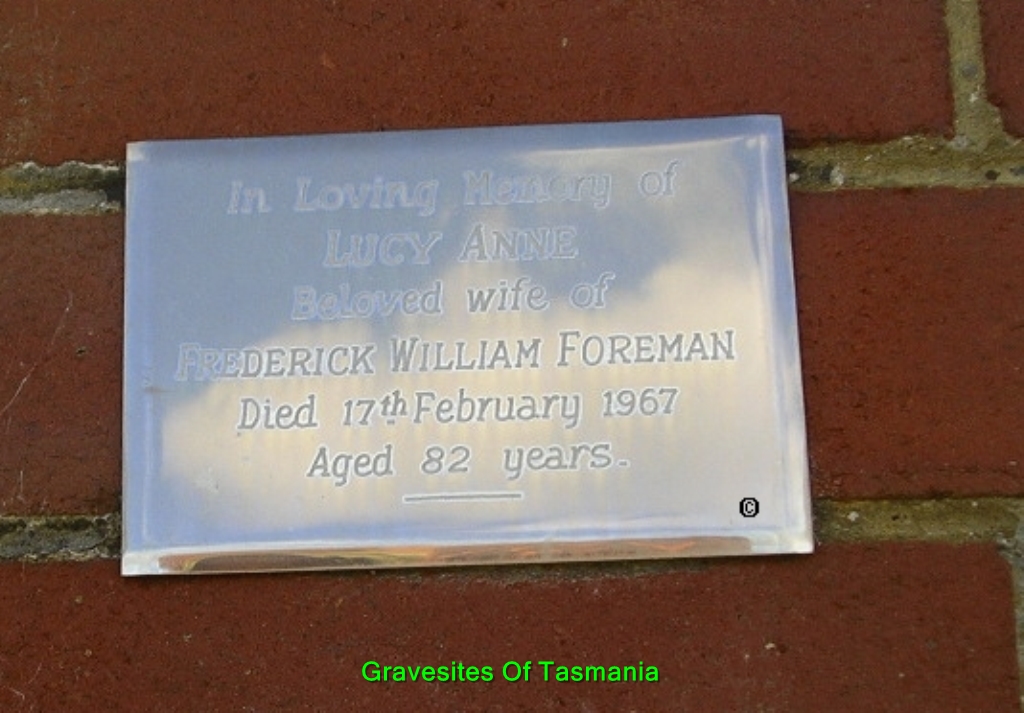 In Loving Memory of
LUCY ANNE
Beloved wife of
FREDERICK WILLIAM FOREMAN
Died 17th February 1967
Aged 82 years.
©
Gravesites Of Tasmania